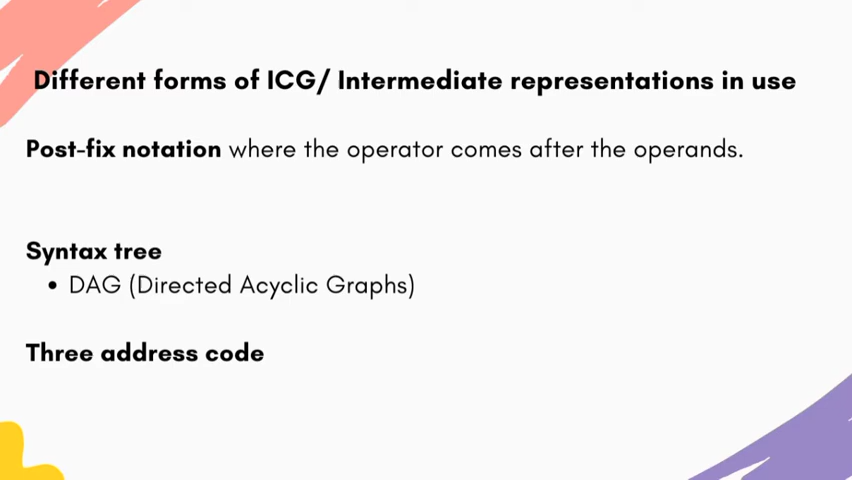 Different forms of ICG/ Intermediate representations in use
Post-fix notation where the operator comes after the operands.
Syntax tree
• DAG (Directed Acyclic Graphs)
Three address code